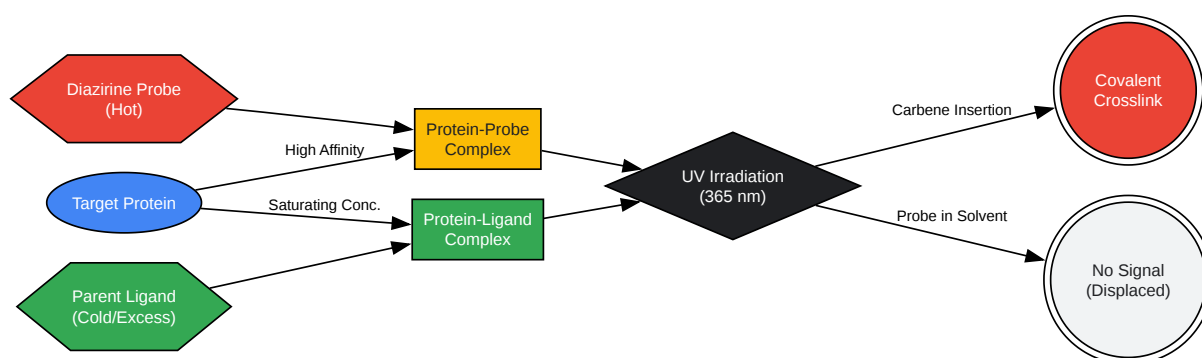 Diazirine Probe
(Hot)
Target Protein
Parent Ligand
(Cold/Excess)
High Affinity
Saturating Conc.
Protein-Probe
Complex
Protein-Ligand
Complex
UV Irradiation
(365 nm)
Carbene Insertion
Probe in Solvent
Covalent
Crosslink
No Signal
(Displaced)